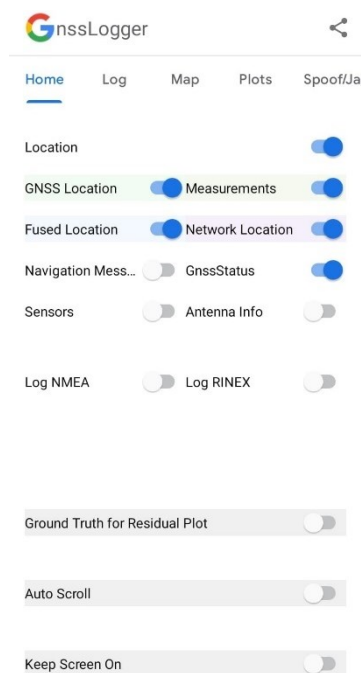 GnssLogger
Home Log Map Plots Spoof/Ja
Location
GNSS Location Measurements
Fused Location Network Location
Navigation Mess... GnssStatus
Sensors Antenna Info
Log NMEA Log RINEX
Ground Truth for Residual Plot
Auto Scroll
Keep Screen On